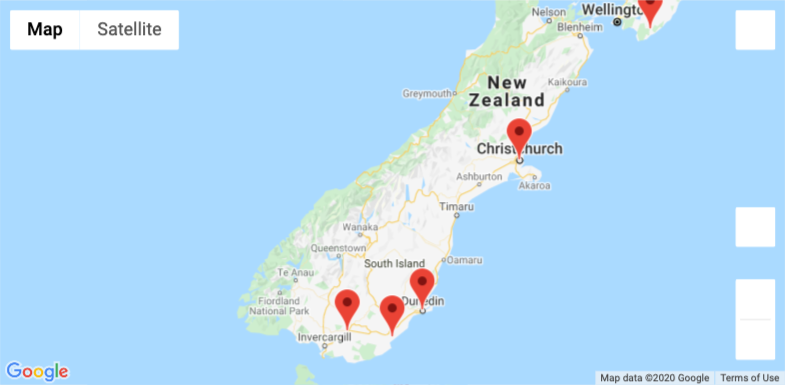 Map
Satellite
Nelson
Wellingt
Blenheim
New
Zealand
Kaikoura
Greymouth
Christchurch
Ashburton
Akaroa
Timaru
Wanaka
Queenstown
South Island
Oamaru
Te Anau
Fiordland
National Park
Dunedin
Invercargill
Google
Map data ©2020 Google
Terms of Use